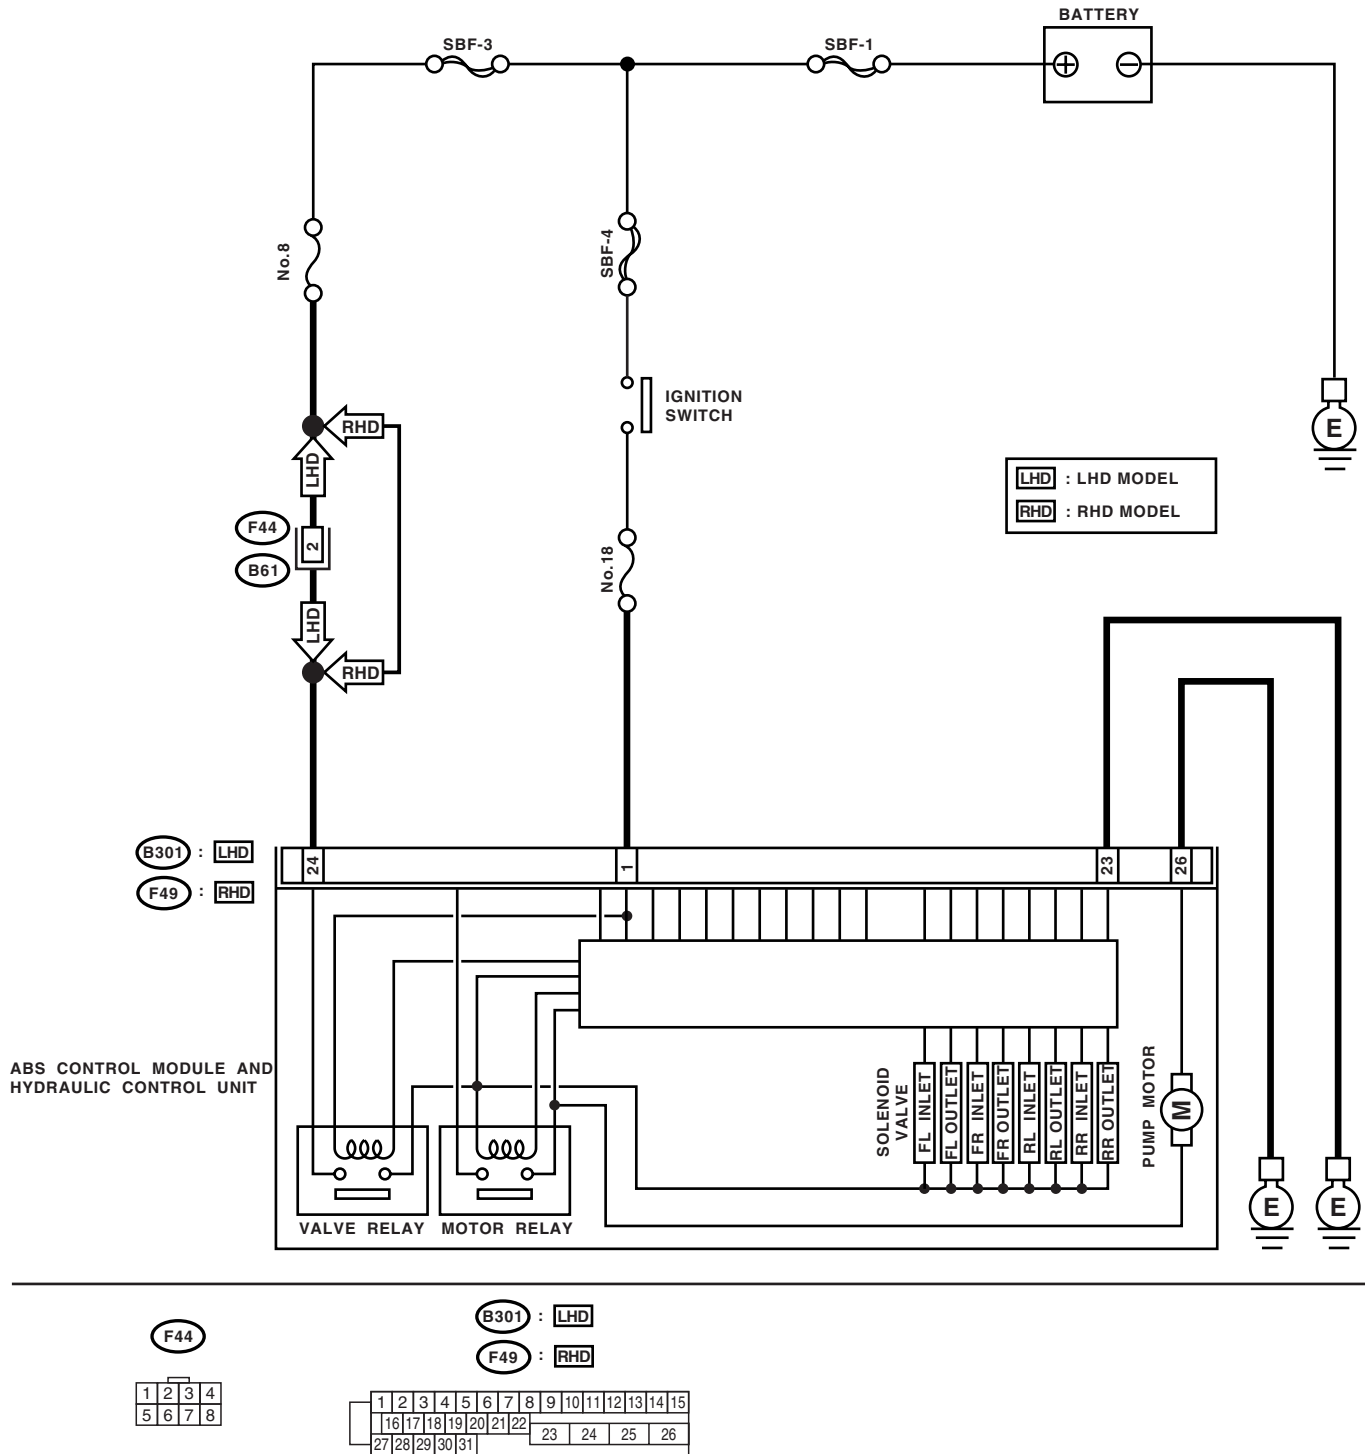 BATTERY
SBF-3
SBF-1
No.8
SBF-4
IGNITION
SWITCH
RHD
LHD
E
LHD : LHD MODEL
RHD : RHD MODEL
F44
2
B61
No.18
LHD
RHD
B301 : LHD
F49 : RHD
24
1
23
26
ABS CONTROL MODULE AND
HYDRAULIC CONTROL UNIT
SOLENOID
VALVE
FL INLET
FL OUTLET
FR INLET
FR OUTLET
RL INLET
RL OUTLET
RR INLET
RR OUTLET
PUMP MOTOR
M
VALVE RELAY
MOTOR RELAY
E
E
F44
1 2 3 4
5 6 7 8
B301 : LHD
F49 : RHD
1 2 3 4 5 6 7 8 9 10 11 12 13 14 15
16 17 18 19 20 21 22
23 24 25 26
27 28 29 30 31